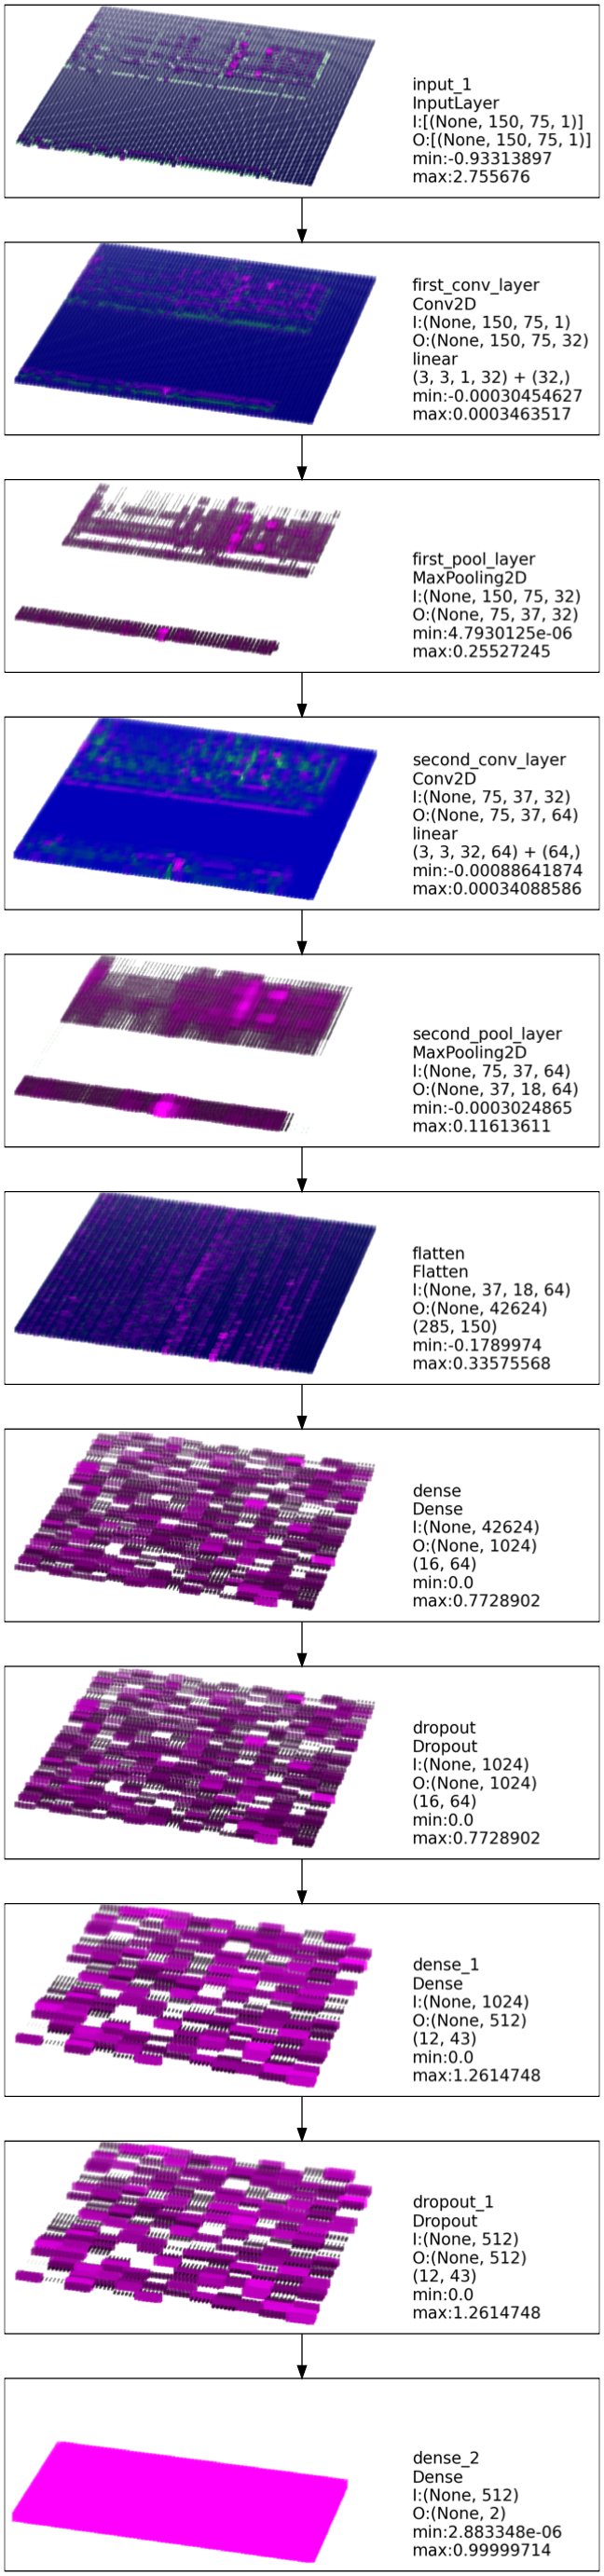 input_1
InputLayer
I:[(None, 150, 75, 1)]
O:[(None, 150, 75, 1)]
min:-0.93313897
max:2.755676
first_conv_layer
Conv2D
I:(None, 150, 75, 1)
O:(None, 150, 75, 32)
linear
(3, 3, 1, 32) + (32,)
min:-0.00030454627
max:0.0003463517
first_pool_layer
MaxPooling2D
I:(None, 150, 75, 32)
O:(None, 75, 37, 32)
min:4.7930125e-06
max:0.25527245
second_conv_layer
Conv2D
I:(None, 75, 37, 32)
O:(None, 75, 37, 64)
linear
(3, 3, 32, 64) + (64,)
min:-0.00088641874
max:0.00034088586
second_pool_layer
MaxPooling2D
I:(None, 75, 37, 64)
O:(None, 37, 18, 64)
min:-0.0003024865
max:0.11613611
flatten
Flatten
I:(None, 37, 18, 64)
O:(None, 42624)
(285, 150)
min:-0.1789974
max:0.33575568
dense
Dense
I:(None, 42624)
O:(None, 1024)
(16, 64)
min:0.0
max:0.7728902
dropout
Dropout
I:(None, 1024)
O:(None, 1024)
(16, 64)
min:0.0
max:0.7728902
dense_1
Dense
I:(None, 1024)
O:(None, 512)
(12, 43)
min:0.0
max:1.2614748
dropout_1
Dropout
I:(None, 512)
O:(None, 512)
(12, 43)
min:0.0
max:1.2614748
dense_2
Dense
I:(None, 512)
O:(None, 2)
min:2.883348e-06
max:0.99999714